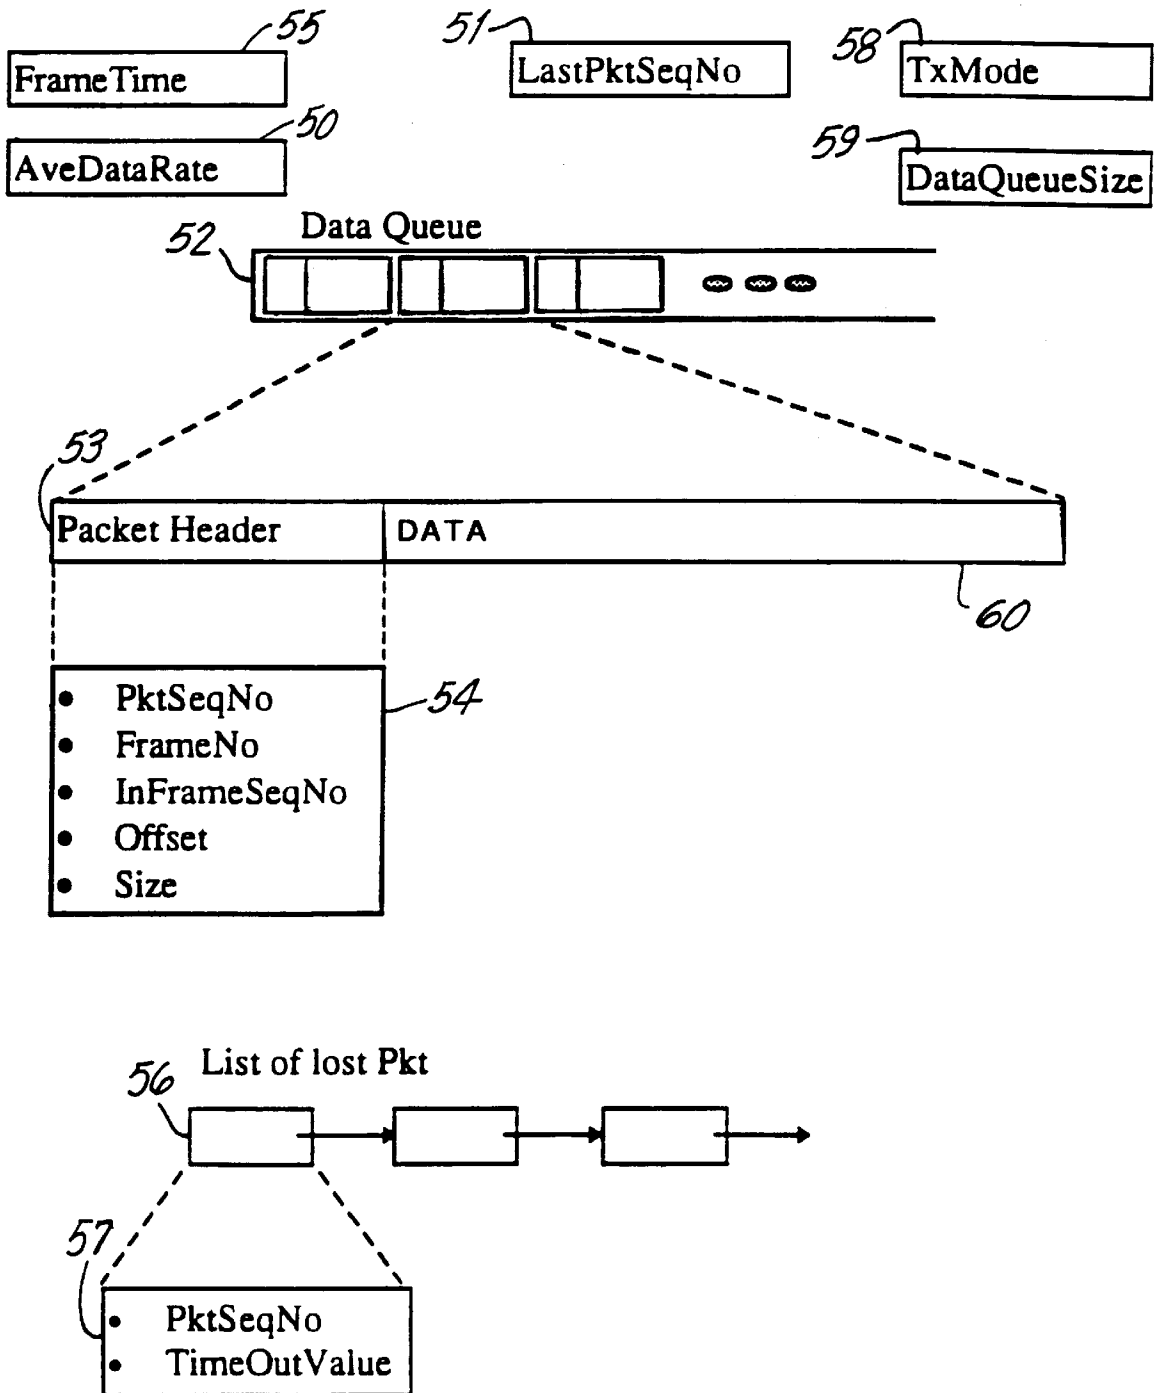 55
51
58
FrameTime
LastPktSeqNo
TxMode
50
59
AveDataRate
DataQueueSize
52
Data Queue
53
Packet Header
DATA
60
• PktSeqNo
54
• FrameNo
• InFrameSeqNo
• Offset
• Size
56
List of lost Pkt
57
• PktSeqNo
• TimeOutValue